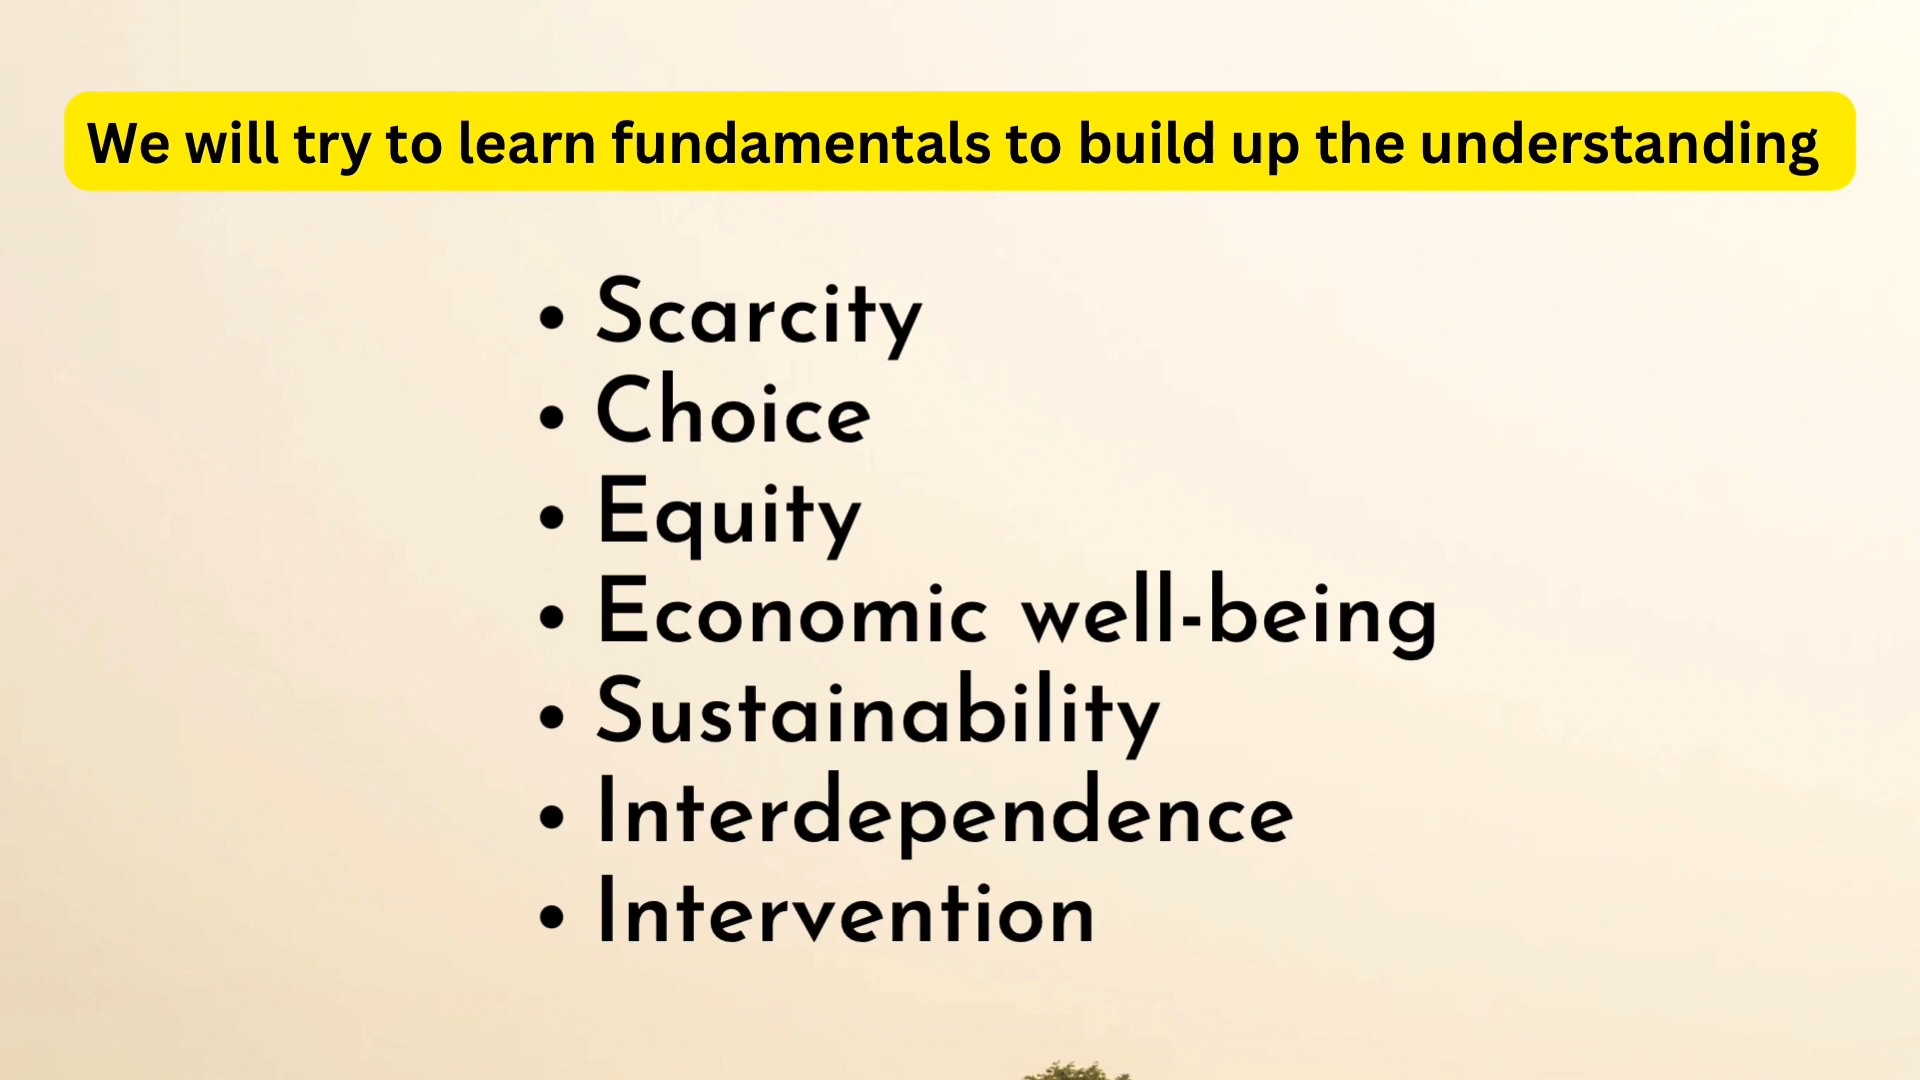 We will try to learn fundamentals to build up the understanding
• Scarcity
• Choice
• Equity
• Economic well-being
• Sustainability
• Interdependence
• Intervention